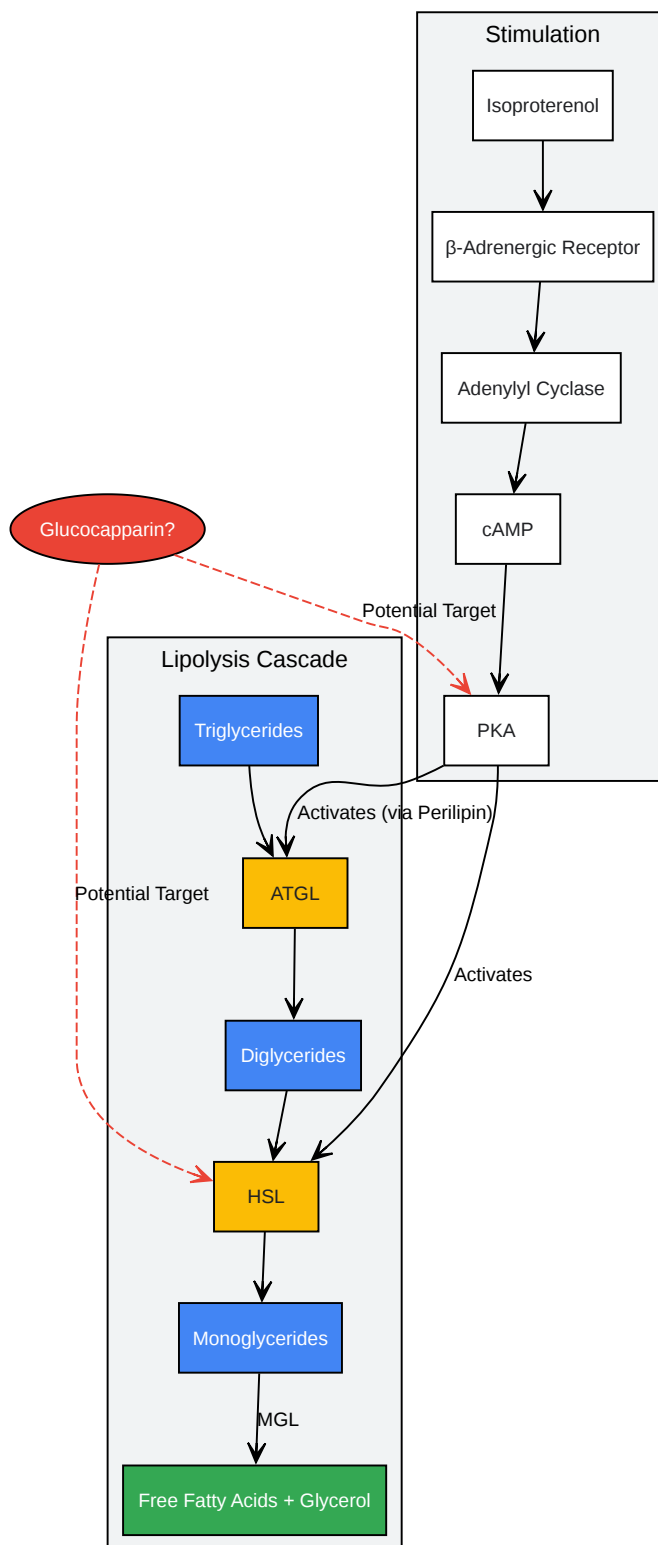 Stimulation
Isoproterenol
β-Adrenergic Receptor
Adenylyl Cyclase
Glucocapparin?
cAMP
Potential Target
Lipolysis Cascade
Triglycerides
PKA
Activates (via Perilipin)
Potential Target
ATGL
Activates
Diglycerides
HSL
Monoglycerides
MGL
Free Fatty Acids + Glycerol